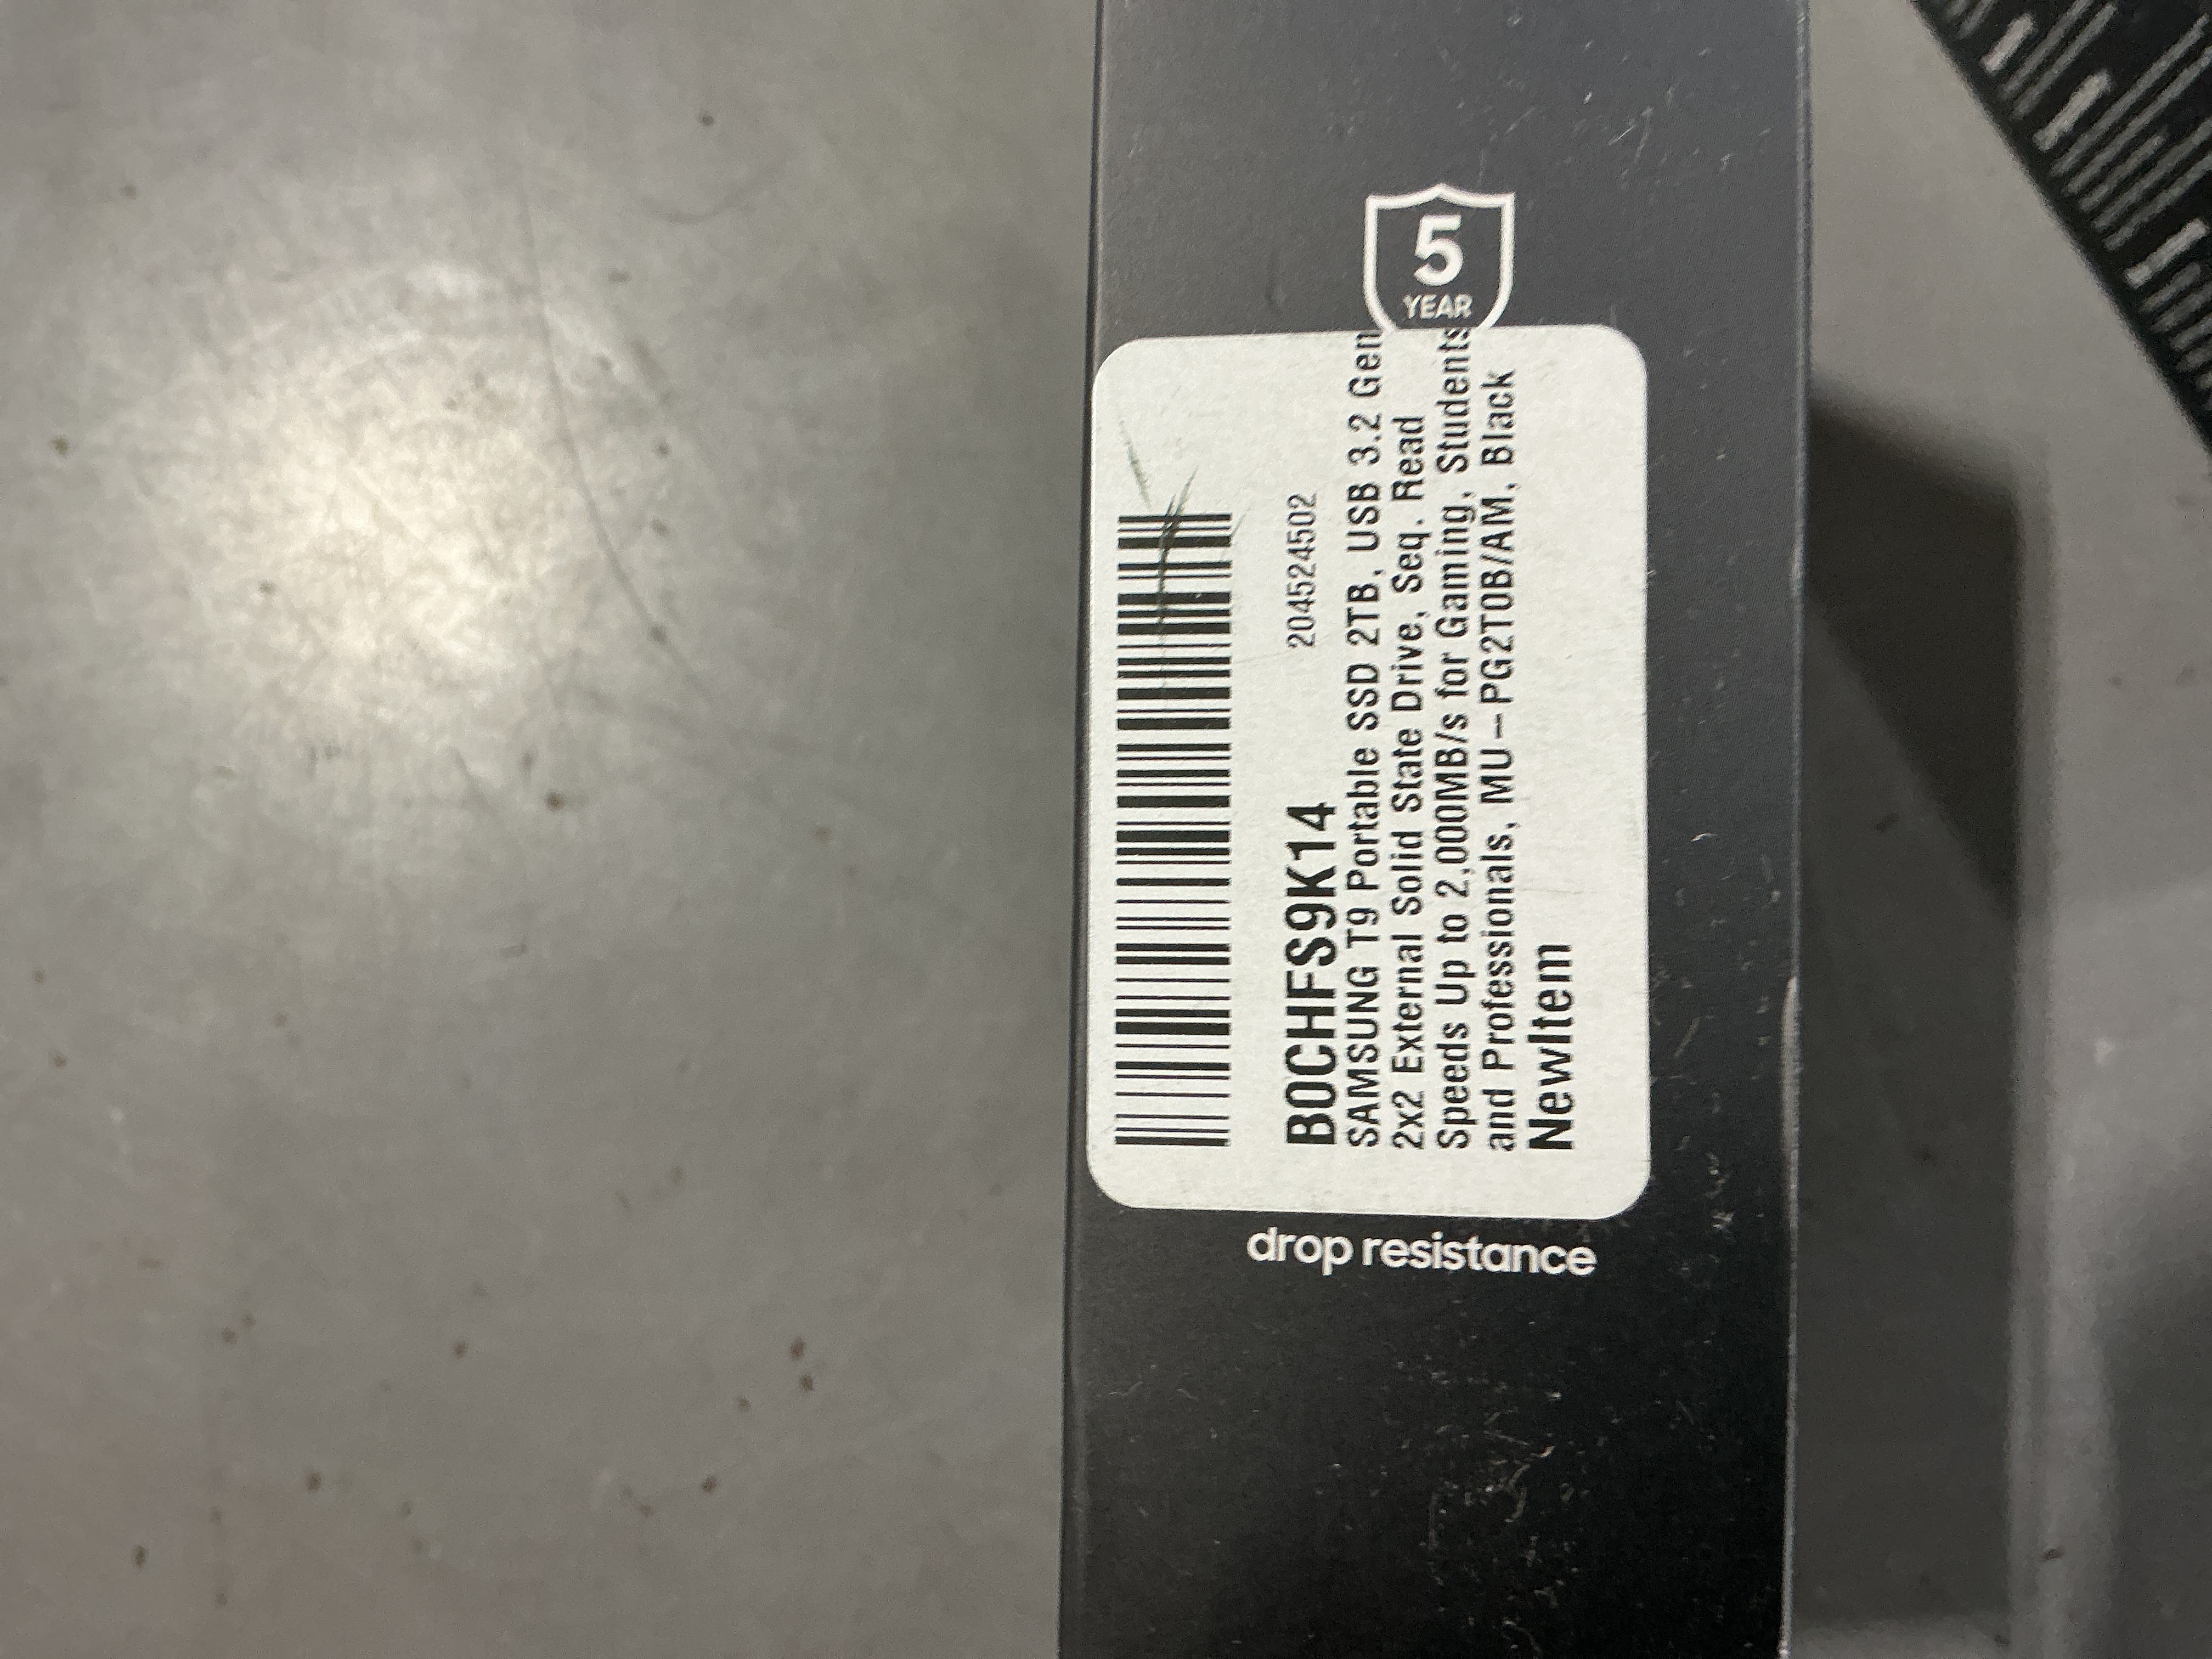 5
YEAR
204524502
B0CHFS9K14
SAMSUNG T9 Portable SSD 2TB, USB 3.2 Gen
2x2 External Solid State Drive, Seq. Read
Speeds Up to 2,000MB/s for Gaming, Students
and Professionals, MU-PG2T0B/AM, Black
NewItem
drop resistance